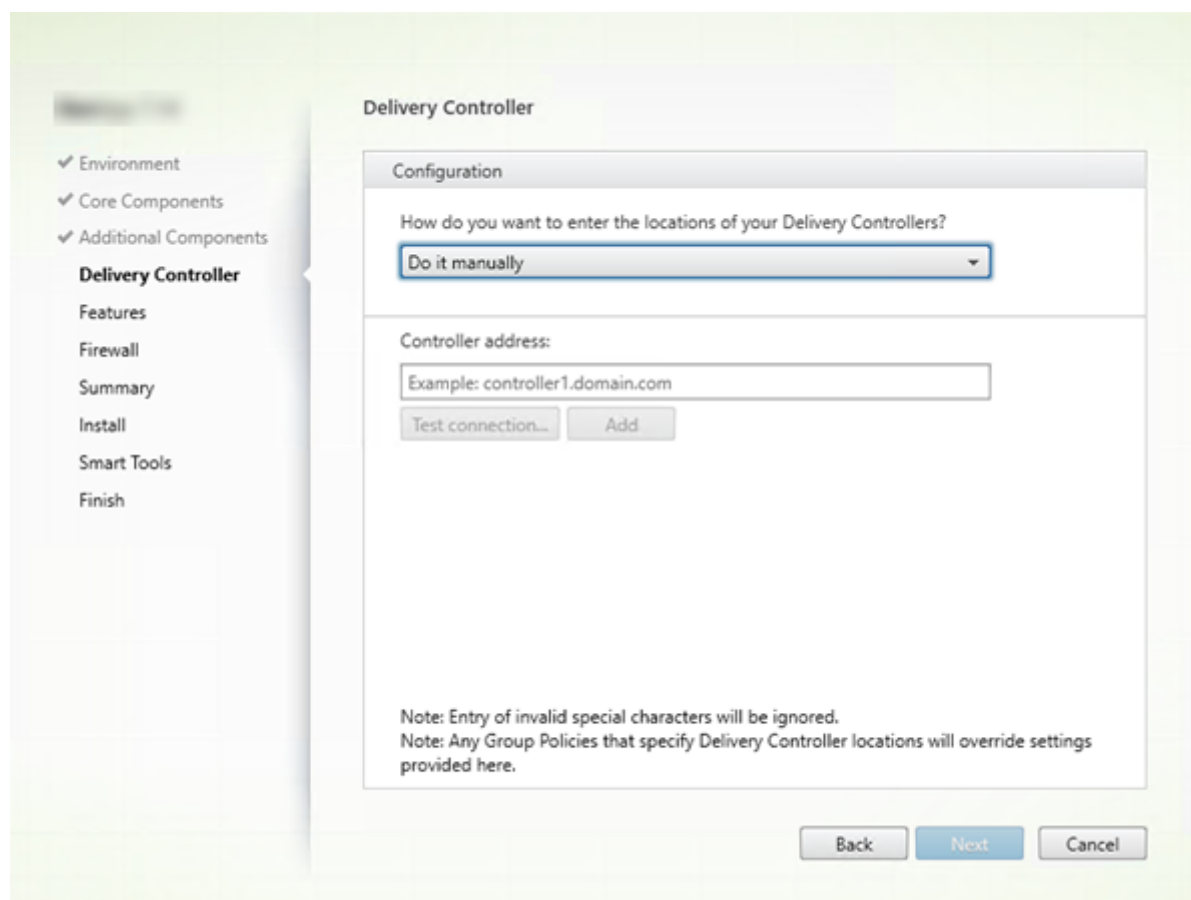 Delivery Controller
Environment
Core Components
Additional Components
Delivery Controller
Features
Firewall
Summary
Install
Smart Tools
Finish
Configuration
How do you want to enter the locations of your Delivery Controllers?
Do it manually
Controller address:
Example: controller1.domain.com
Test connection...
Add
Note: Entry of invalid special characters will be ignored.
Note: Any Group Policies that specify Delivery Controller locations will override settings
provided here.
Back
Next
Cancel